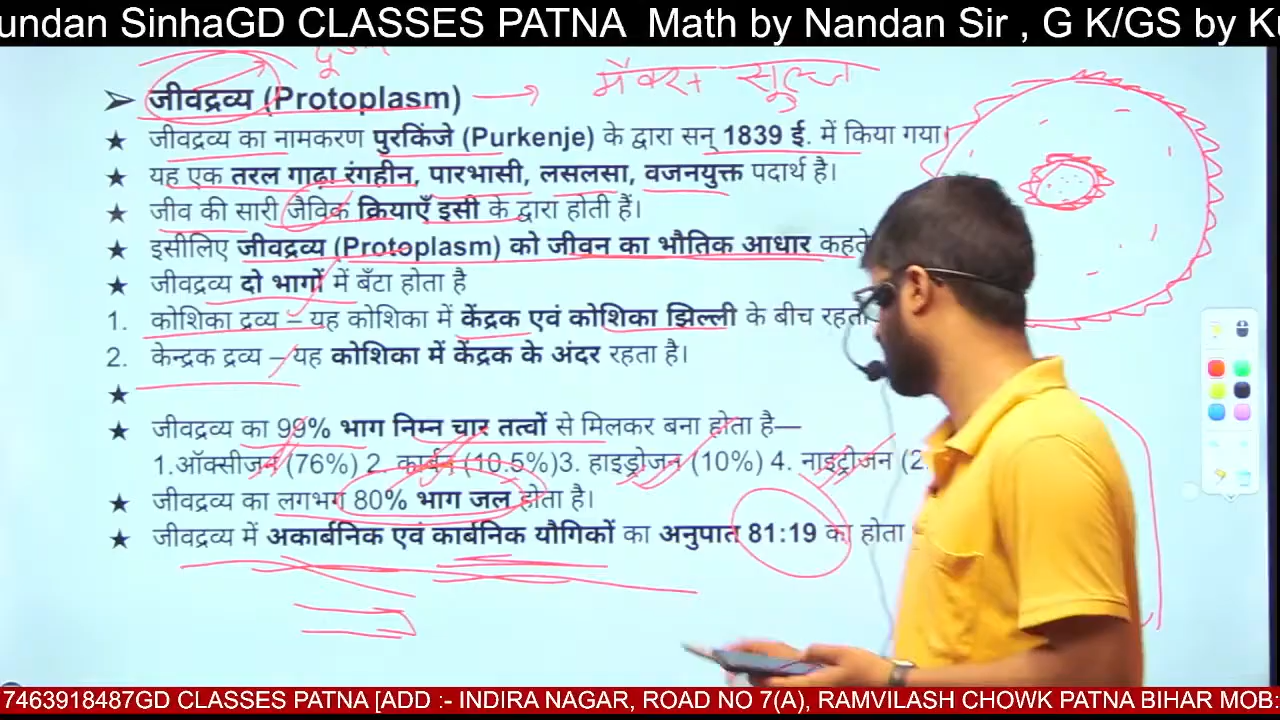 undan SinhaGD CLASSES PATNA Math by Nandan Sir , G K/GS by Ku
➢ जीवद्रव्य (Protoplasm) मैक्स सुल्ज
★ जीवद्रव्य का नामकरण पुरकिंजे (Purkenje) के द्वारा सन् 1839 ई. में किया गया।
★ यह एक तरल गाढ़ा रंगहीन, पारभासी, लसलसा, वजनयुक्त पदार्थ है।
★ जीव की सारी जैविक क्रियाएँ इसी के द्वारा होती हैं।
★ इसीलिए जीवद्रव्य (Protoplasm) को जीवन का भौतिक आधार कहते
★ जीवद्रव्य दो भागों में बँटा होता है
1. कोशिका द्रव्य – यह कोशिका में केंद्रक एवं कोशिका झिल्ली के बीच रहता
2. केन्द्रक द्रव्य – यह कोशिका में केंद्रक के अंदर रहता है।
★
जीवद्रव्य का 99% भाग निम्न चार तत्वों से मिलकर बना होता है—
★ 1.ऑक्सीजन (76%) 2. कार्बन (10.5%)3. हाइड्रोजन (10%) 4. नाइट्रोजन (2.
★ जीवद्रव्य का लगभग 80% भाग जल होता है।
★ जीवद्रव्य में अकार्बनिक एवं कार्बनिक यौगिकों का अनुपात 81:19 का होता
7463918487GD CLASSES PATNA [ADD :- INDIRA NAGAR, ROAD NO 7(A), RAMVILASH CHOWK PATNA BIHAR MOB: